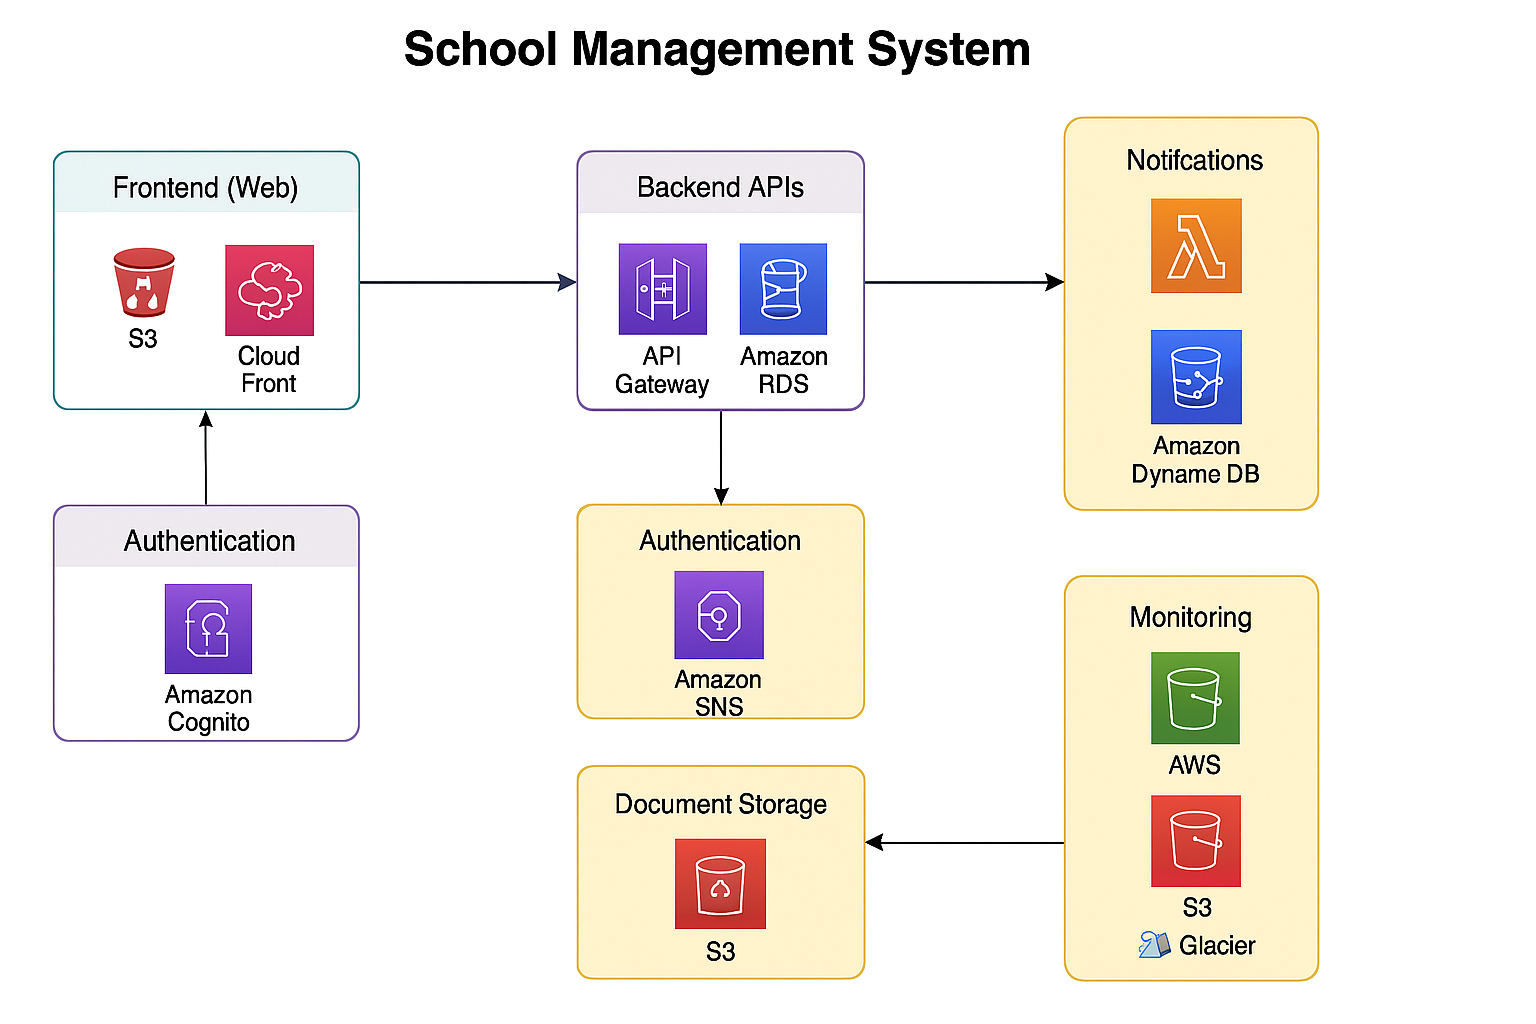 School Management System
Frontend (Web)
S3
Cloud
Front
Backend APIs
API
Gateway
Amazon
RDS
Notifcations
Amazon
Dyname DB
Authentication
Amazon
Cognito
Authentication
Amazon
SNS
Monitoring
AWS
S3
Glacier
Document Storage
S3